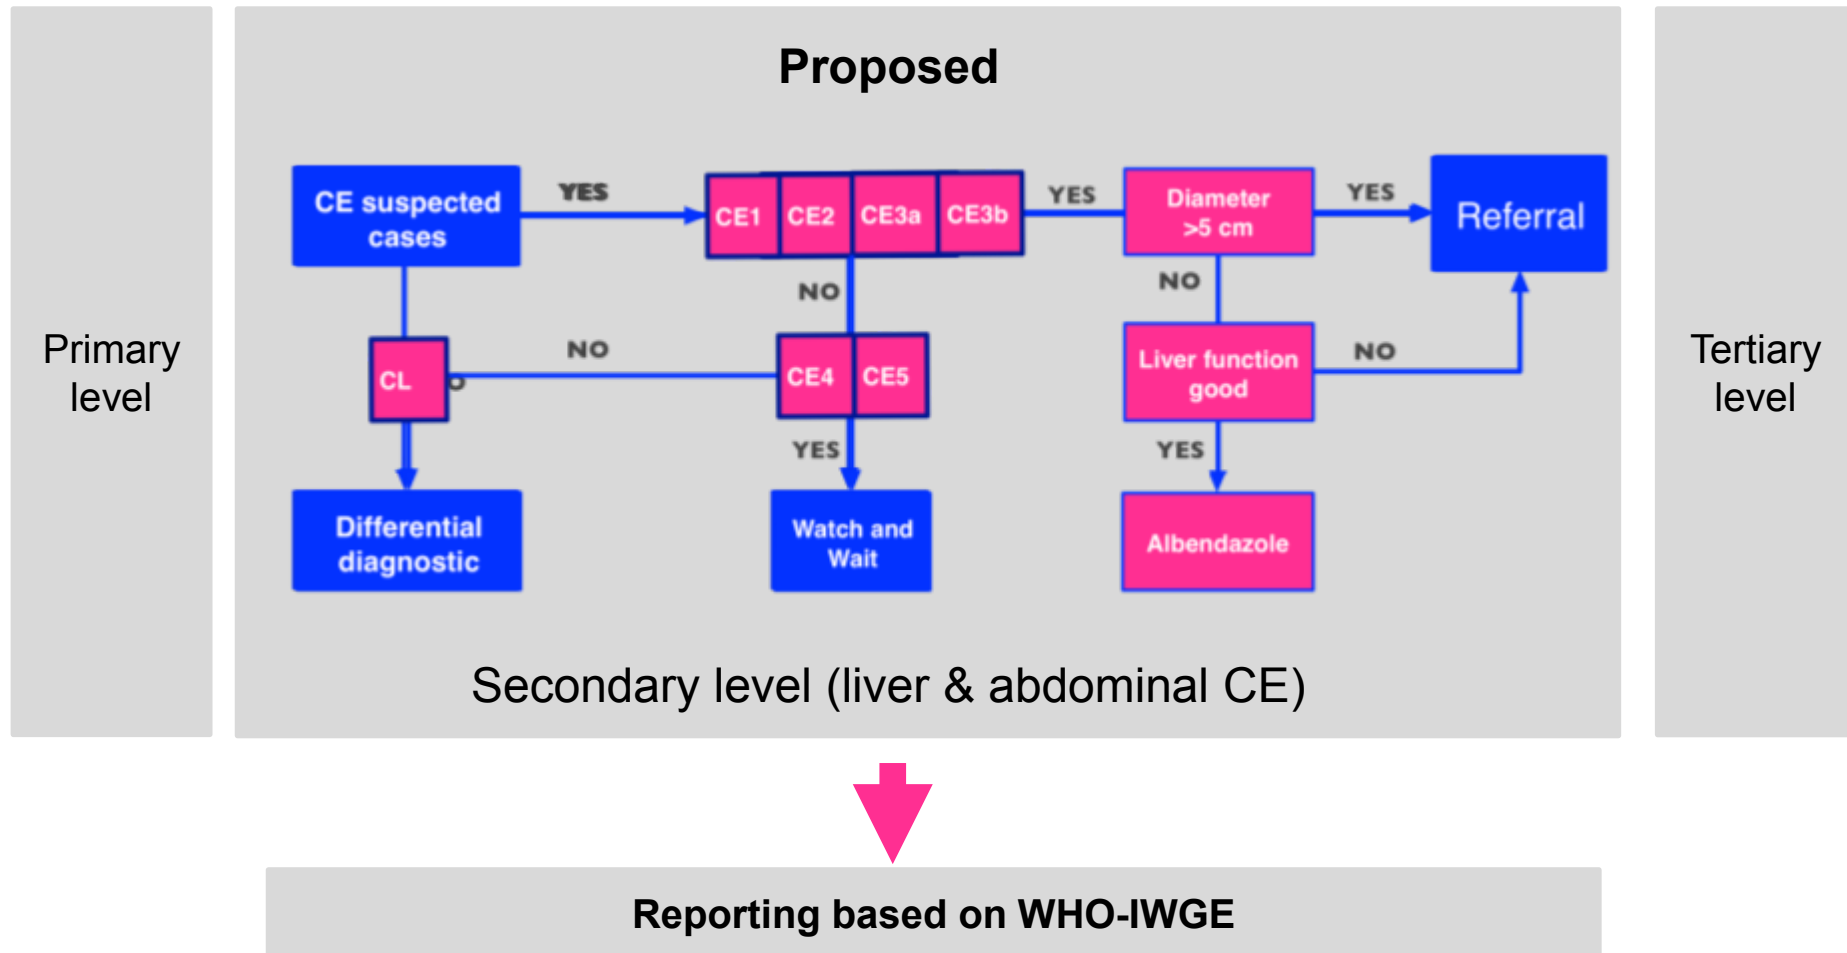 Proposed
CE suspected
cases
YES
CE1
CE2
CE3a
CE3b
YES
Diameter
>5 cm
YES
Referral
NO
NO
Primary
level
CL
NO
CE4
CE5
Liver function
good
NO
Tertiary
level
YES
YES
Differential
diagnostic
Watch and
Wait
Albendazole
Secondary level (liver & abdominal CE)
Reporting based on WHO-IWGE